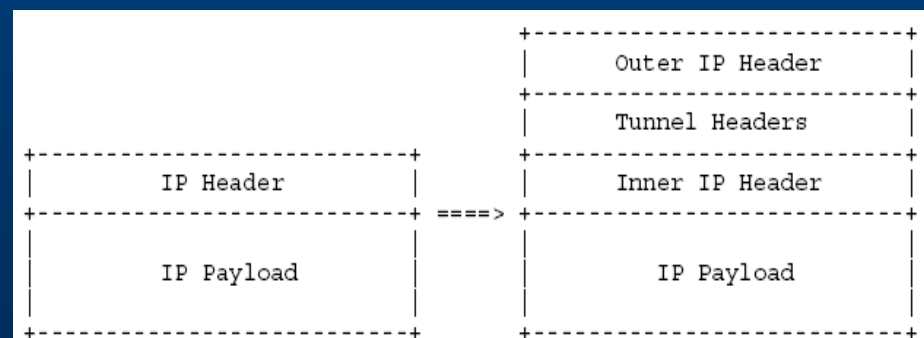 Outer IP Header
Tunnel Headers
IP Header
Inner IP Header
====>
IP Payload
IP Payload